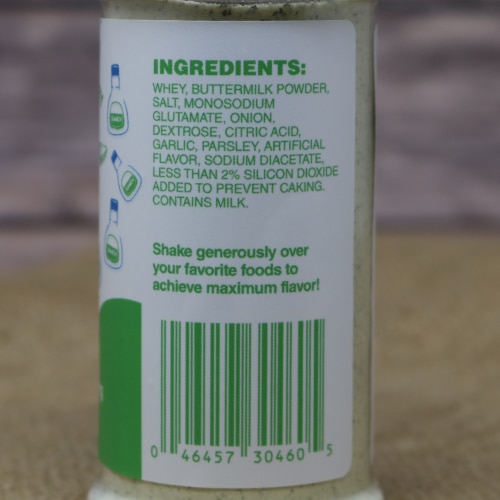 INGREDIENTS:
WHEY, BUTTERMILK POWDER,
SALT, MONOSODIUM
GLUTAMATE, ONION,
DEXTROSE, CITRIC ACID,
GARLIC, PARSLEY, ARTIFICIAL
FLAVOR, SODIUM DIACETATE,
LESS THAN 2% SILICON DIOXIDE
ADDED TO PREVENT CAKING.
CONTAINS MILK.
Shake generously over
your favorite foods to
achieve maximum flavor!
0 46457 30460 5